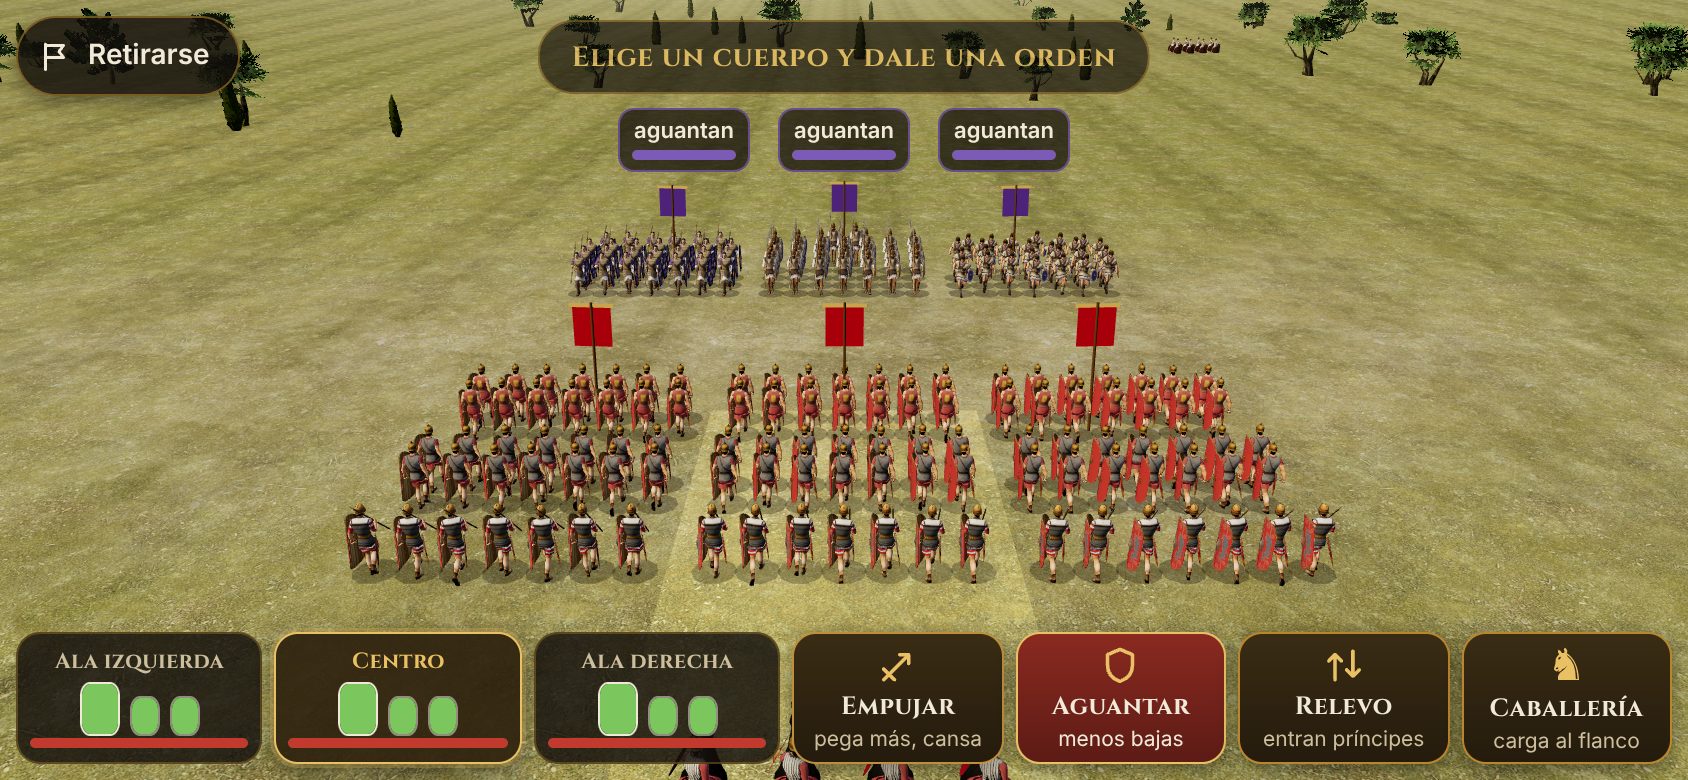 Retirarse
Elige un cuerpo y dale una orden
aguantan
aguantan
aguantan
Ala izquierda
Centro
Ala derecha
Empujar
pega más, cansa
Aguantar
menos bajas
Relevo
entran príncipes
Caballería
carga al flanco